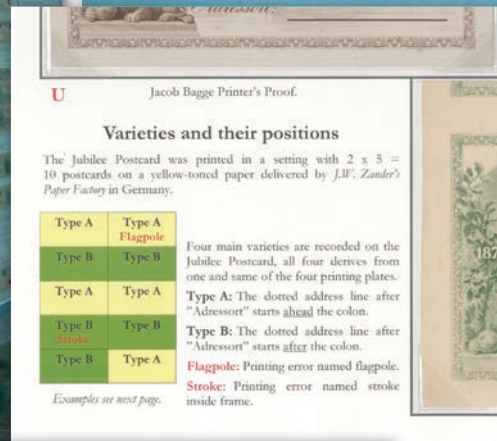 Adressort:
U
Jacob Bagge Printer's Proof.
Varieties and their positions
The Jubilee Postcard was printed in a setting with 2 x 5 =
10 postcards on a yellow-toned paper delivered by J.W. Zander's
Paper Factory in Germany.
Type A Type A
Flagpole
Type B Type B
Type A Type A
Type B Type B
Stroke
Type B Type A
Examples see next page.
Four main varieties are recorded on the
Jubilee Postcard, all four derives from
one and same of the four printing plates.
Type A: The dotted address line after
"Adressort" starts ahead the colon.
Type B: The dotted address line after
"Adressort" starts after the colon.
Flagpole: Printing error named flagpole.
Stroke: Printing error named stroke
inside frame.
187